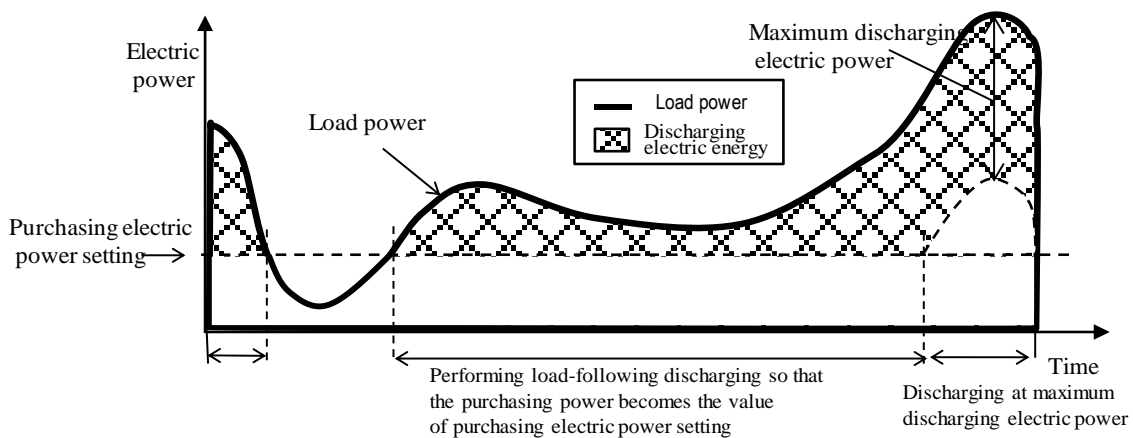 Electric
power
Maximum discharging
electric power
Load power
Load power
Discharging
electric energy
Purchasing electric
power setting
Time
Performing load-following discharging so that
the purchasing power becomes the value
of purchasing electric power setting
Discharging at maximum
discharging electric power